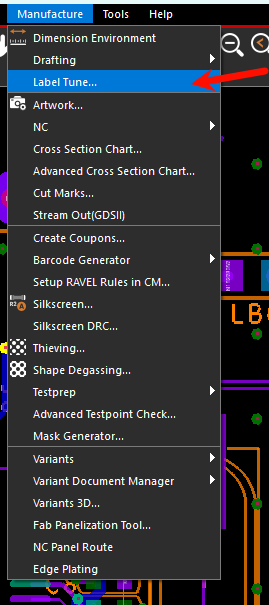 Manufacture Tools Help
Dimension Environment
Drafting
Label Tune...
Artwork...
NC
Cross Section Chart...
Advanced Cross Section Chart...
Cut Marks...
Stream Out(GDSII)
Create Coupons...
Barcode Generator
Setup RAVEL Rules in CM...
Silkscreen...
Silkscreen DRC...
Thieving...
Shape Degassing...
Testprep
Advanced Testpoint Check...
Mask Generator...
Variants
Variant Document Manager
Variants 3D...
Fab Panelization Tool...
NC Panel Route
Edge Plating